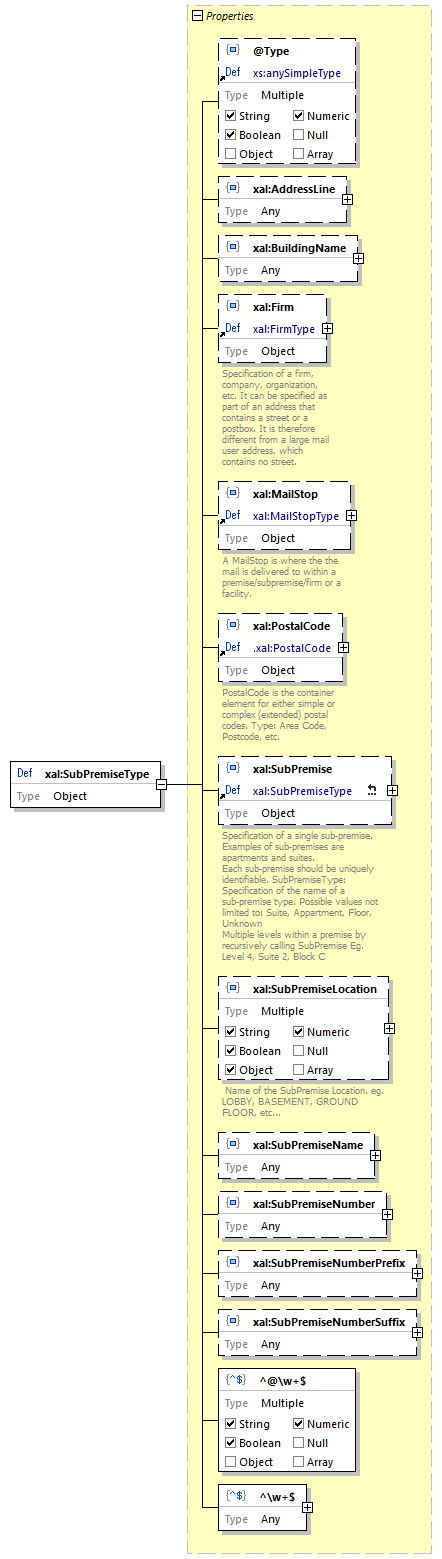 Properties
@Type
Def xs:anySimpleType
Type Multiple
String Numeric
Boolean Null
Object Array
xal:AddressLine
Type Any
xal:BuildingName
Type Any
xal:Firm
Def xal:FirmType
Type Object
Specification of a firm,
company, organization,
etc. It can be specified as
part of an address that
contains a street or a
postbox. It is therefore
different from a large mail
user address, which
contains no street.
xal:MailStop
Def xal:MailStopType
Type Object
A MailStop is where the the
mail is delivered to within a
premise/subpremise/firm or a
facility.
xal:PostalCode
Def .xal:PostalCode
Type Object
PostalCode is the container
element for either simple or
complex (extended) postal
codes. Type: Area Code,
Postcode, etc.
Def xal:SubPremiseType
Type Object
xal:SubPremise
Def xal:SubPremiseType
Type Object
Specification of a single sub-premise.
Examples of sub-premises are
apartments and suites.
Each sub-premise should be uniquely
identifiable. SubPremiseType:
Specification of the name of a
sub-premise type. Possible values not
limited to: Suite, Appartment, Floor,
Unknown
Multiple levels within a premise by
recursively calling SubPremise Eg.
Level 4, Suite 2, Block C
xal:SubPremiseLocation
Type Multiple
String Numeric
Boolean Null
Object Array
Name of the SubPremise Location. eg.
LOBBY, BASEMENT, GROUND
FLOOR, etc...
xal:SubPremiseName
Type Any
xal:SubPremiseNumber
Type Any
xal:SubPremiseNumberPrefix
Type Any
xal:SubPremiseNumberSuffix
Type Any
{^$} ^@\w+$
Type Multiple
String Numeric
Boolean Null
Object Array
{^$} ^\w+$
Type Any